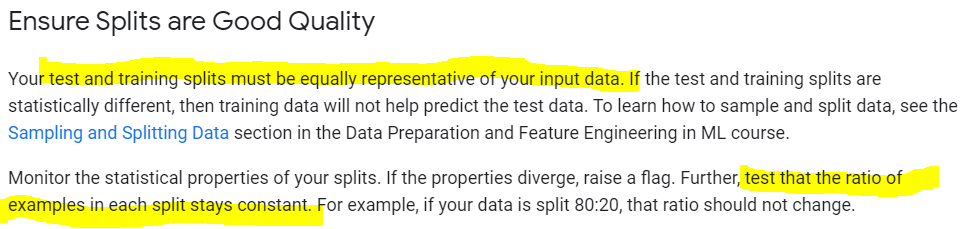 Ensure Splits are Good Quality
Your test and training splits must be equally representative of your input data. If the test and training splits are
statistically different, then training data will not help predict the test data. To learn how to sample and split data, see the
Sampling and Splitting Data section in the Data Preparation and Feature Engineering in ML course.
Monitor the statistical properties of your splits. If the properties diverge, raise a flag. Further, test that the ratio of
examples in each split stays constant. For example, if your data is split 80:20, that ratio should not change.